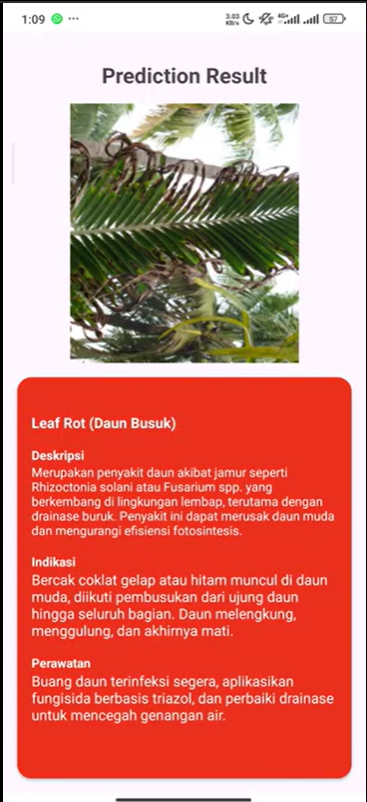 1:09 ...
3.03
KB/s
4G+
57
Prediction Result
Leaf Rot (Daun Busuk)
Deskripsi
Merupakan penyakit daun akibat jamur seperti
Rhizoctonia solani atau Fusarium spp. yang
berkembang di lingkungan lembap, terutama dengan
drainase buruk. Penyakit ini dapat merusak daun muda
dan mengurangi efisiensi fotosintesis.
Indikasi
Bercak coklat gelap atau hitam muncul di daun
muda, diikuti pembusukan dari ujung daun
hingga seluruh bagian. Daun melengkung,
menggulung, dan akhirnya mati.
Perawatan
Buang daun terinfeksi segera, aplikasikan
fungisida berbasis triazol, dan perbaiki drainase
untuk mencegah genangan air.